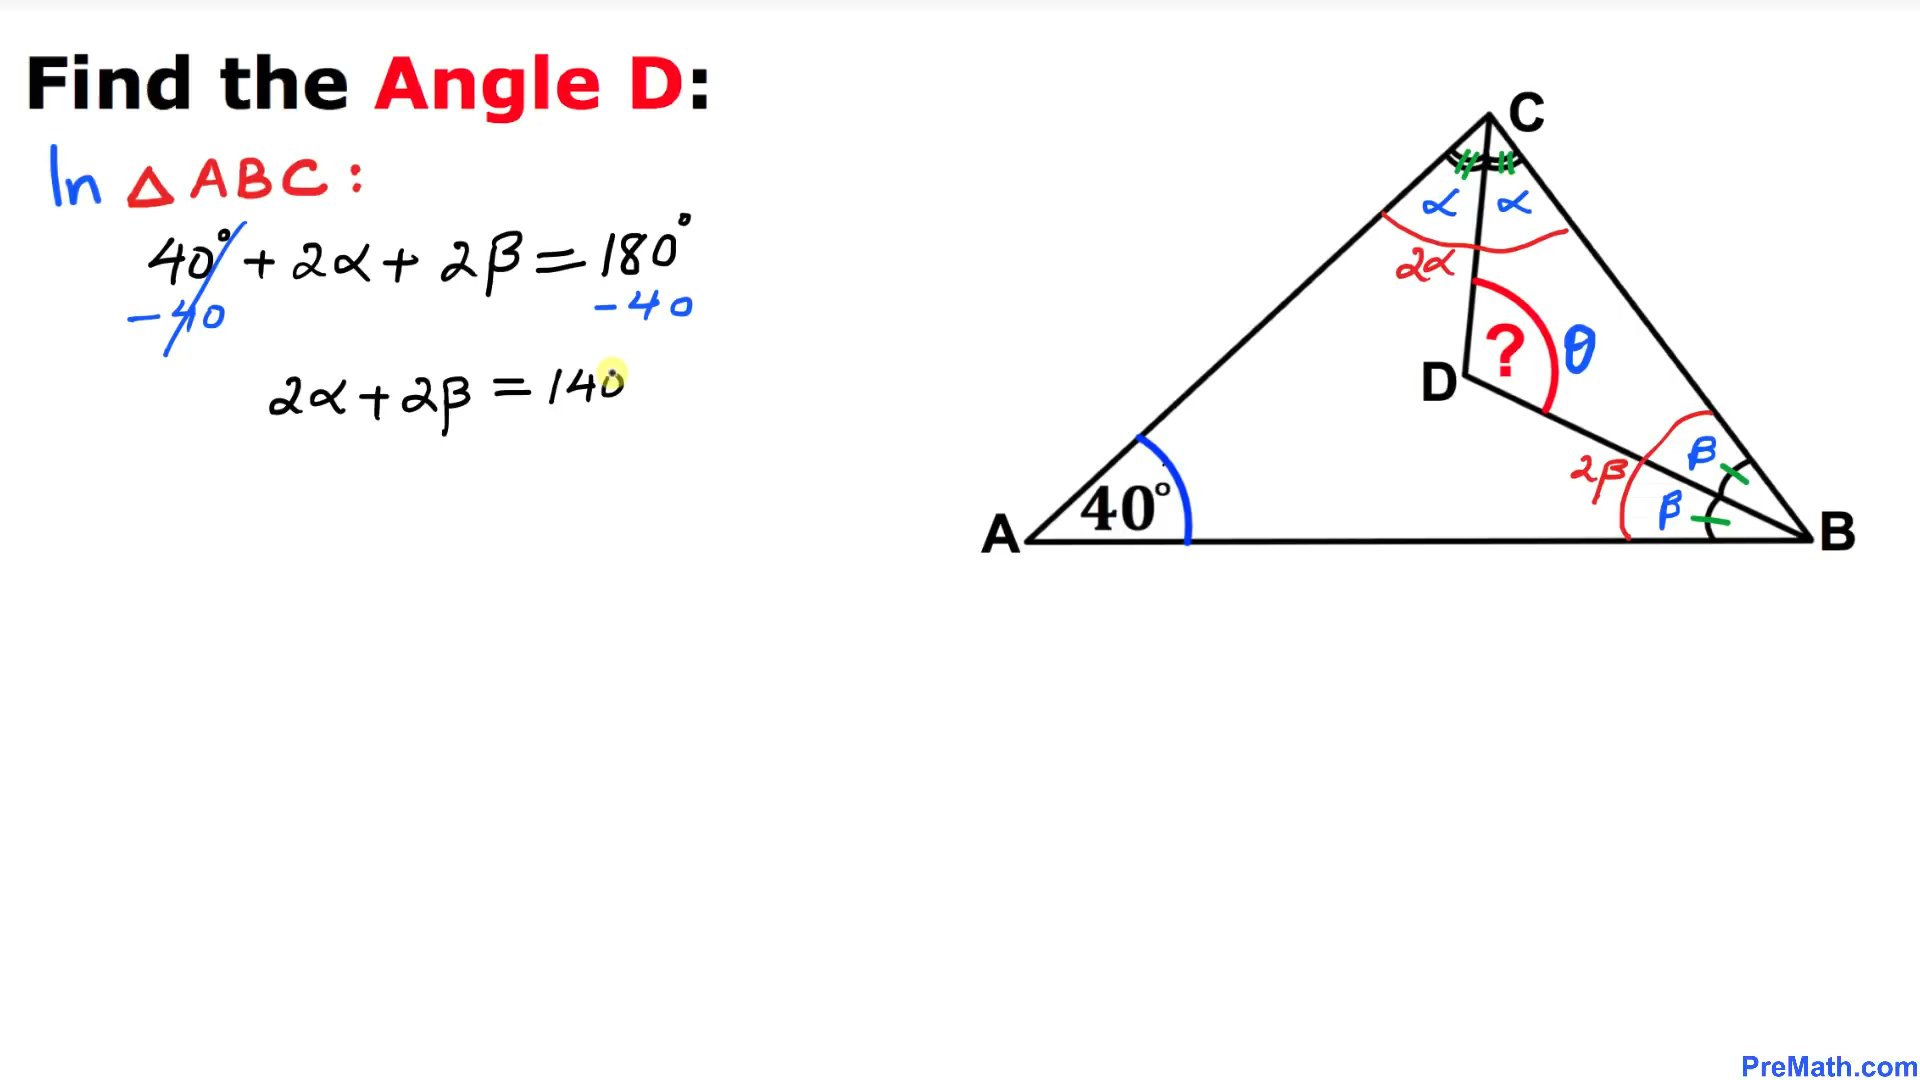 Find the Angle D:
In △ ABC:
40° + 2α + 2β = 180°
-40 -40
2α + 2β = 140
C
α α
2α
? θ
D
β
2β
β
40°
A B
PreMath.com